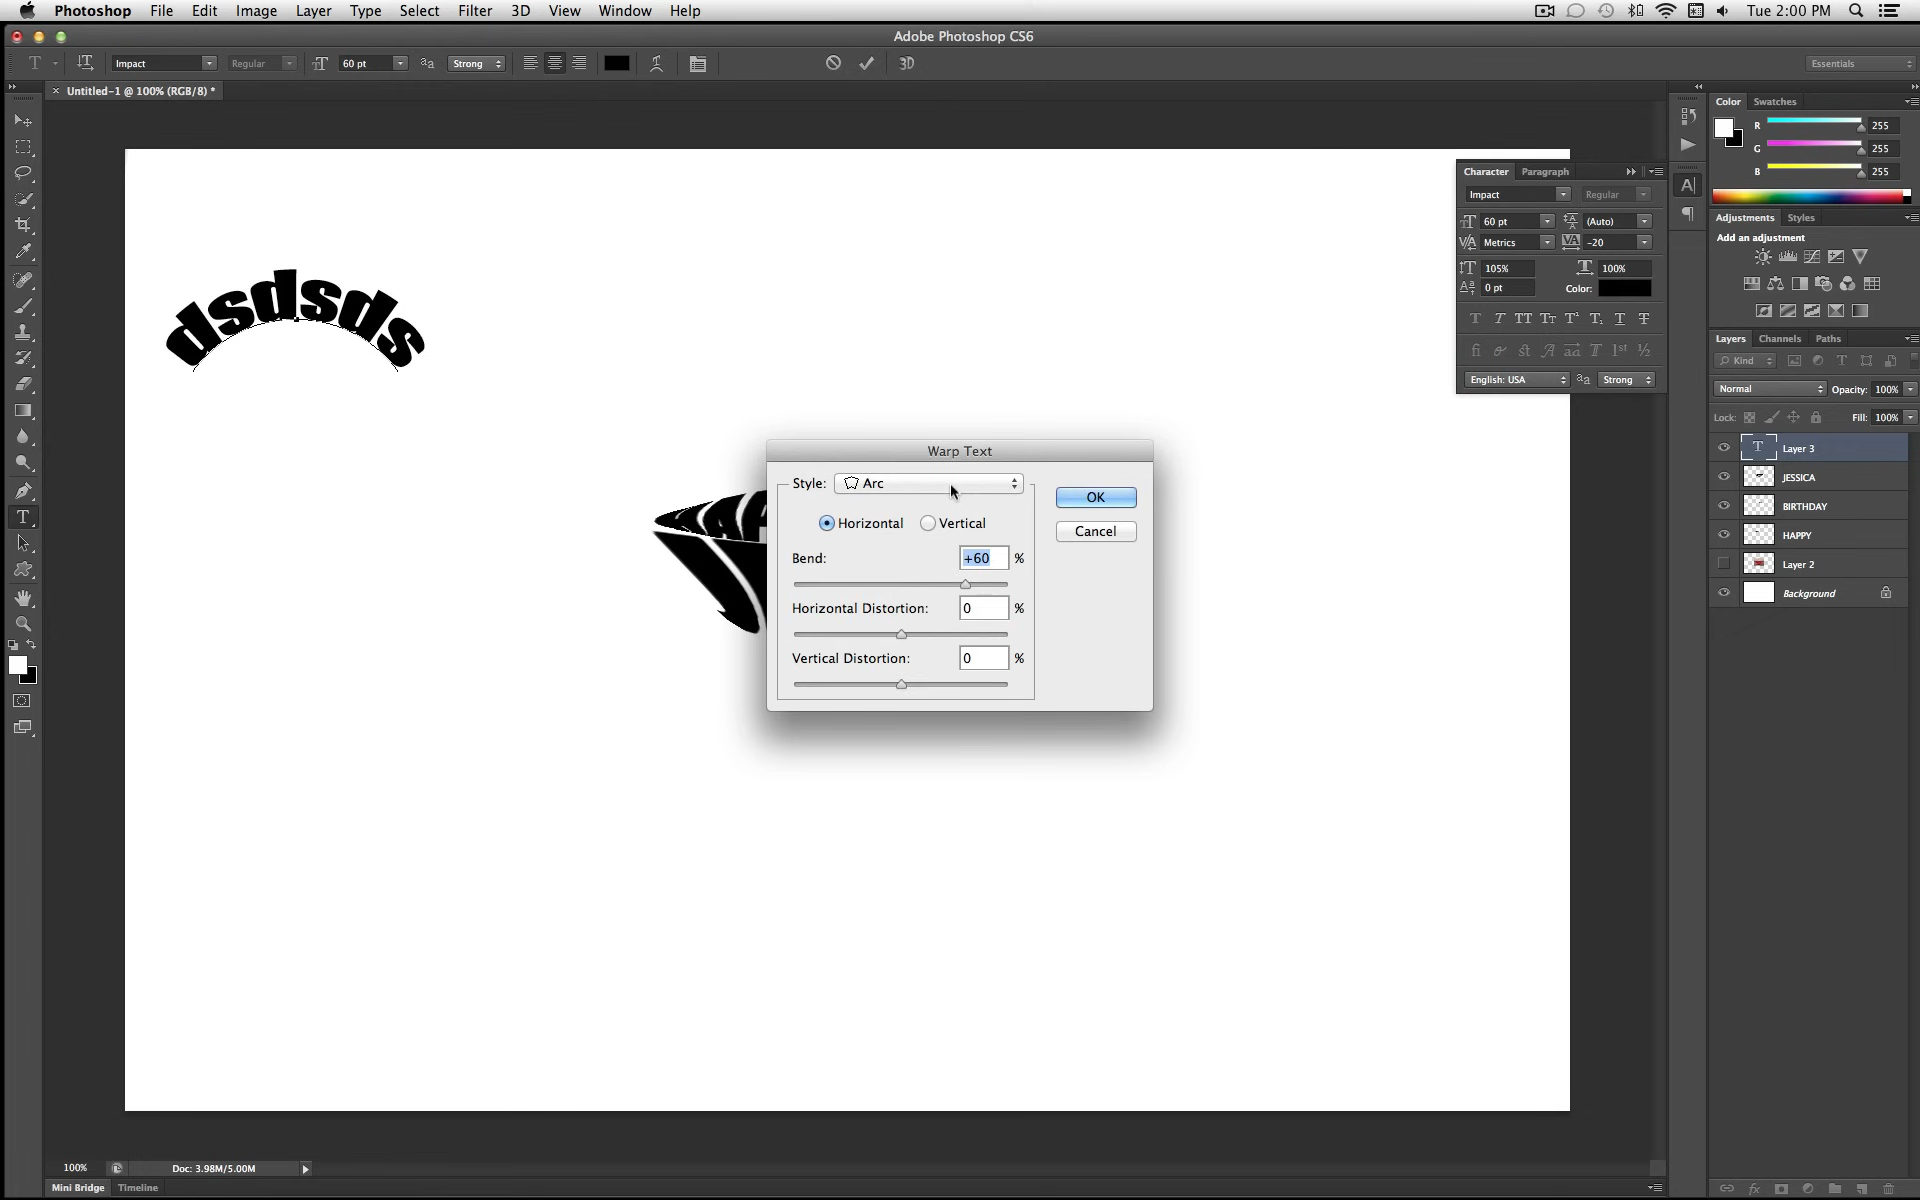 Photoshop File Edit Image Layer Type Select Filter 3D View Window Help Tue 2:00 PM
Adobe Photoshop CS6
T Impact Regular 60 pt Strong 3D Essentials
Untitled-1 @ 100% (RGB/8) *
Color Swatches
R 255
G 255
B 255
Character Paragraph
Impact Regular
60 pt (Auto)
Metrics -20
105% 100%
0 pt Color:
English: USA Strong
Adjustments Styles
Add an adjustment
Layers Channels Paths
Kind
Normal Opacity: 100%
Lock: Fill: 100%
Layer 3
JESSICA
BIRTHDAY
HAPPY
Layer 2
Background
dsdsds
Warp Text
Style: Arc
OK
Horizontal Vertical
Cancel
Bend: +60 %
Horizontal Distortion: 0 %
Vertical Distortion: 0 %
100% Doc: 3.98M/5.00M
Mini Bridge Timeline